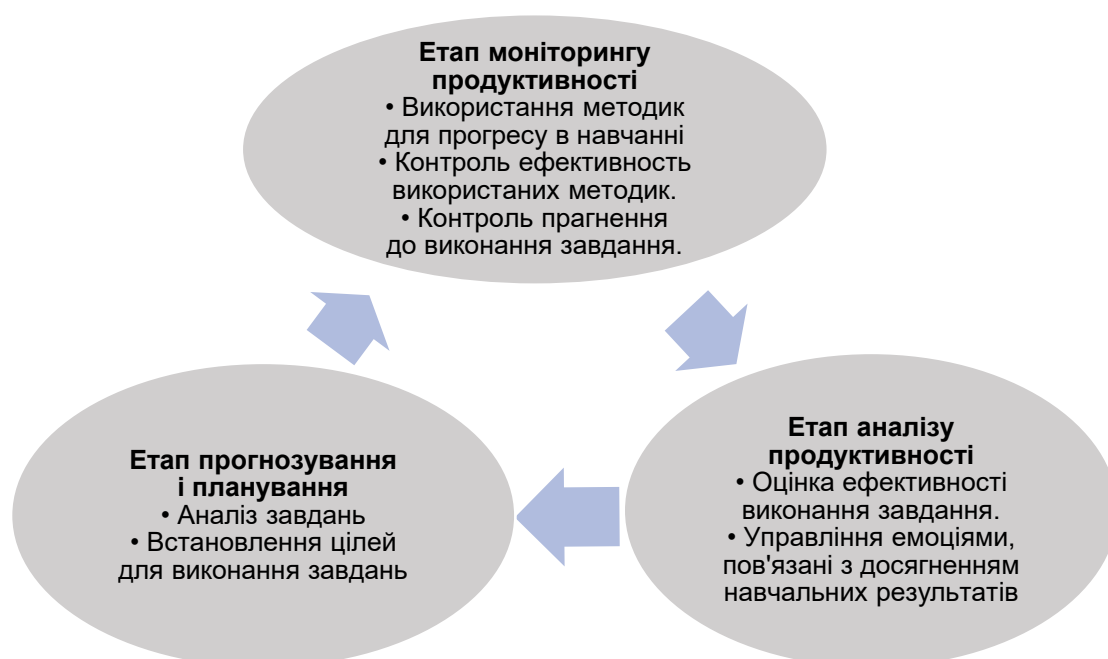 Етап моніторингу
продуктивності
• Використання методик
для прогресу в навчанні
• Контроль ефективность
використаних методик.
• Контроль прагнення
до виконання завдання.
Етап аналізу
продуктивності
• Оцінка ефективності
виконання завдання.
• Управління емоціями,
пов'язані з досягненням
навчальних результатів
Етап прогнозування
і планування
• Аналіз завдань
• Встановлення цілей
для виконання завдань